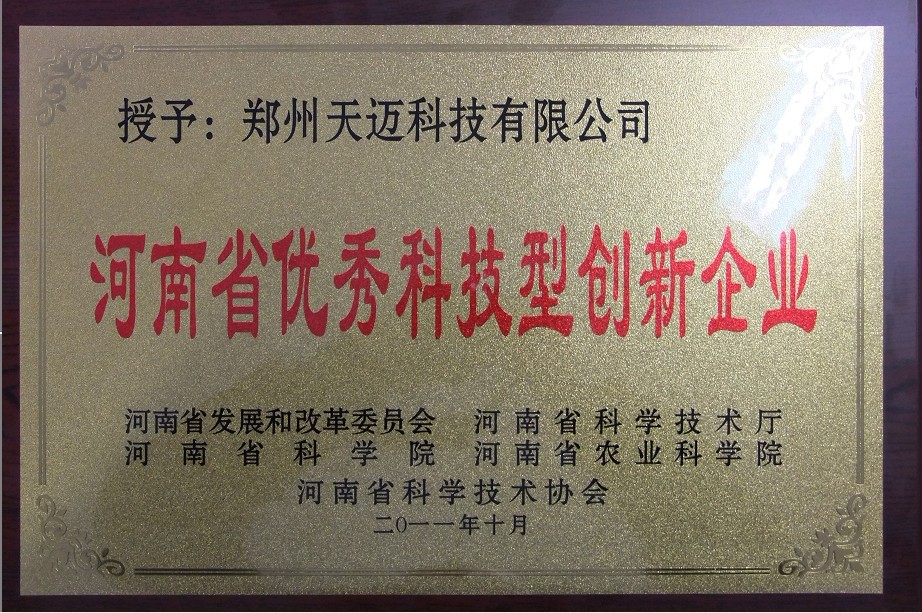 授予：郑州天迈科技有限公司
河南省优秀科技型创新企业
河南省发展和改革委员会 河南省科学技术厅
河南省科学院 河南省农业科学院
河南省科学技术协会
二〇一一年十月